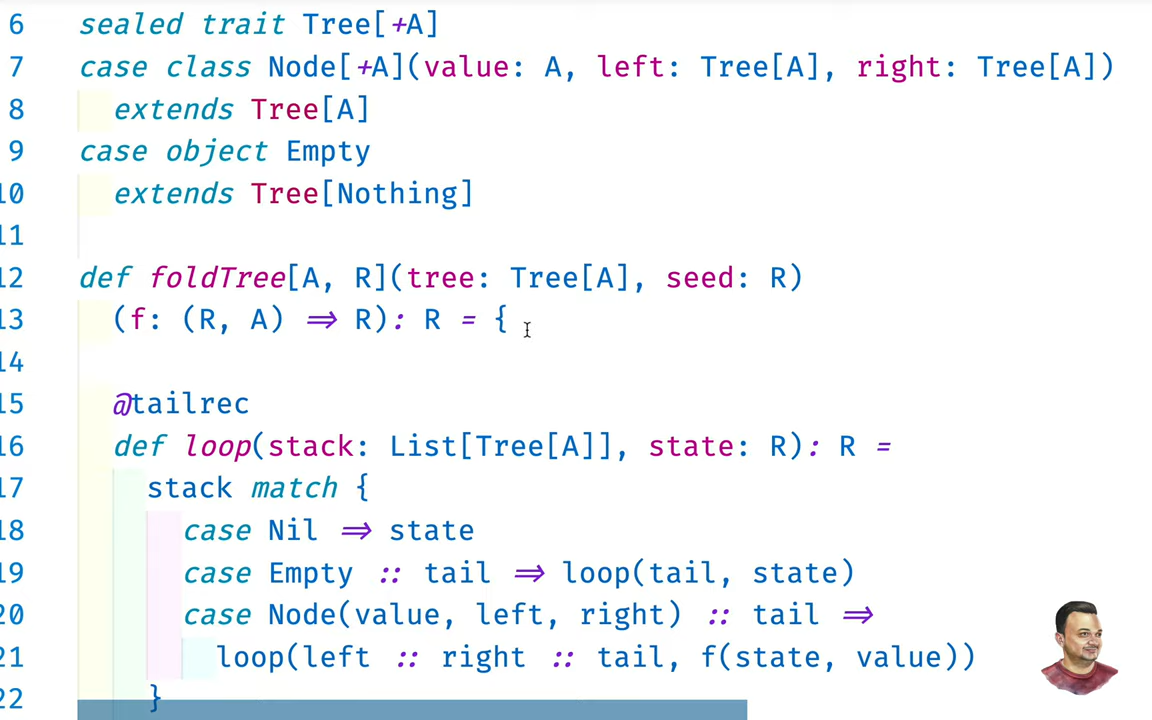 6 sealed trait Tree[+A]
7 case class Node[+A](value: A, left: Tree[A], right: Tree[A])
8 extends Tree[A]
9 case object Empty
10 extends Tree[Nothing]
11
12 def foldTree[A, R](tree: Tree[A], seed: R)
13 (f: (R, A) ⇒ R): R = {
14
15 @tailrec
16 def loop(stack: List[Tree[A]], state: R): R =
17 stack match {
18 case Nil ⇒ state
19 case Empty :: tail ⇒ loop(tail, state)
20 case Node(value, left, right) :: tail ⇒
21 loop(left :: right :: tail, f(state, value))
22 }